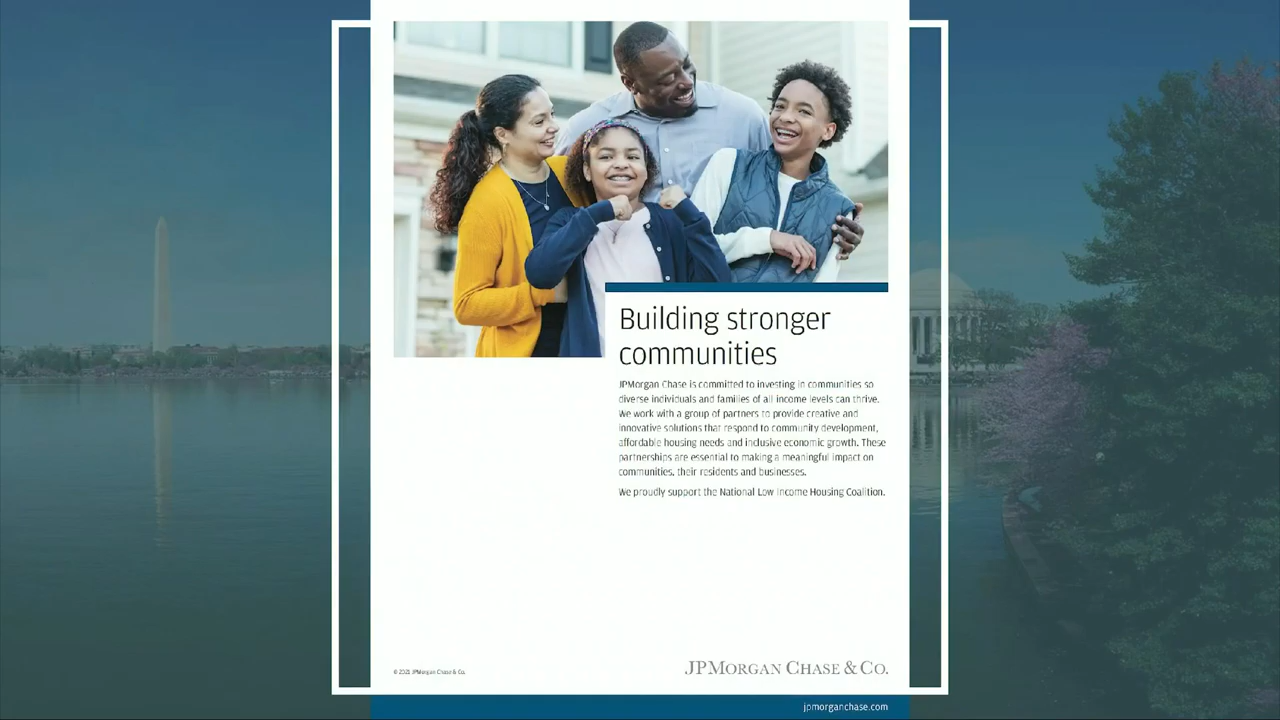 Building stronger
communities
JPMorgan Chase is committed to investing in communities so
diverse individuals and families of all income levels can thrive.
We work with a group of partners to provide creative and
innovative solutions that respond to community development,
affordable housing needs and inclusive economic growth. These
partnerships are essential to making a meaningful impact on
communities, their residents and businesses.
We proudly support the National Low Income Housing Coalition.
© 2021 JPMorgan Chase & Co.
JPMORGAN CHASE & CO.
jpmorganchase.com